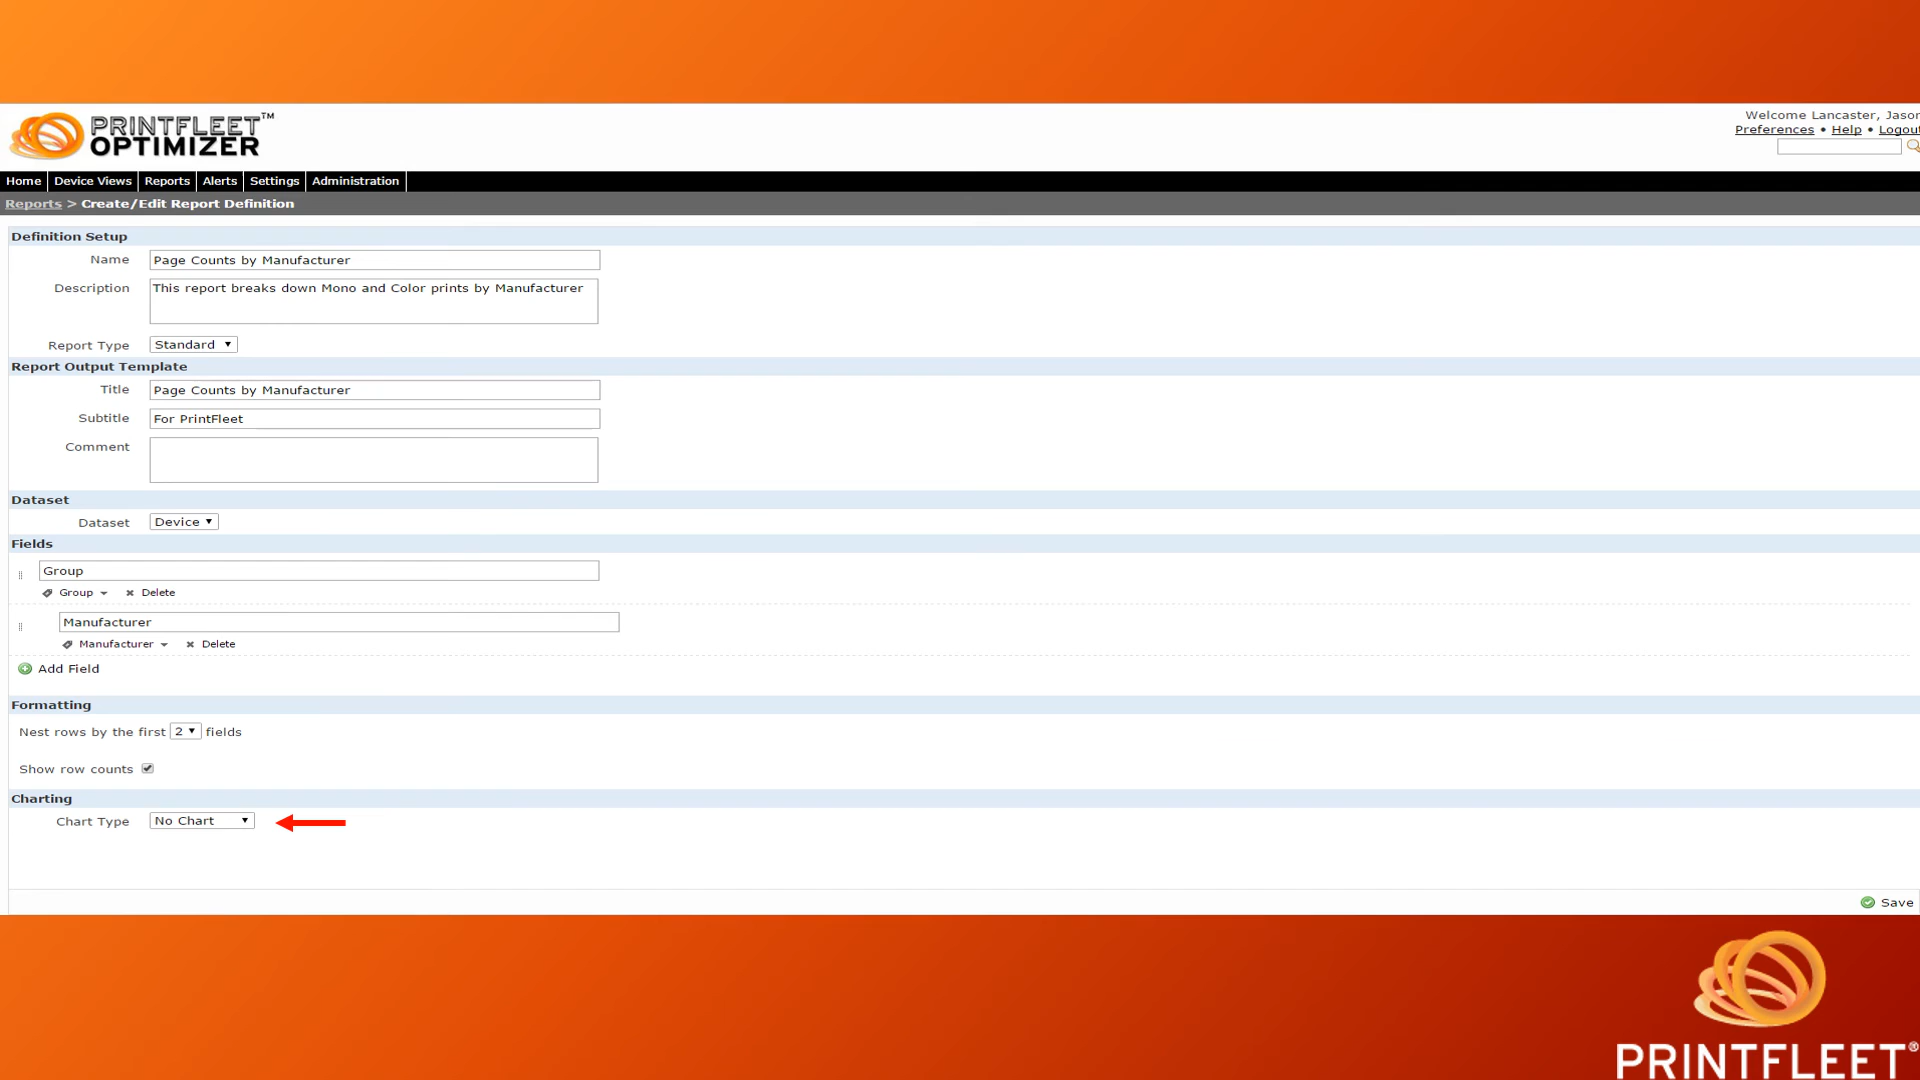 PRINTFLEET™
OPTIMIZER
Welcome Lancaster, Jason
Preferences • Help • Logout
Home Device Views Reports Alerts Settings Administration
Reports > Create/Edit Report Definition
Definition Setup
Name Page Counts by Manufacturer
Description This report breaks down Mono and Color prints by Manufacturer
Report Type Standard
Report Output Template
Title Page Counts by Manufacturer
Subtitle For PrintFleet
Comment
Dataset
Dataset Device
Fields
Group
Group Delete
Manufacturer
Manufacturer Delete
Add Field
Formatting
Nest rows by the first 2 fields
Show row counts
Charting
Chart Type No Chart
Save
PRINTFLEET®